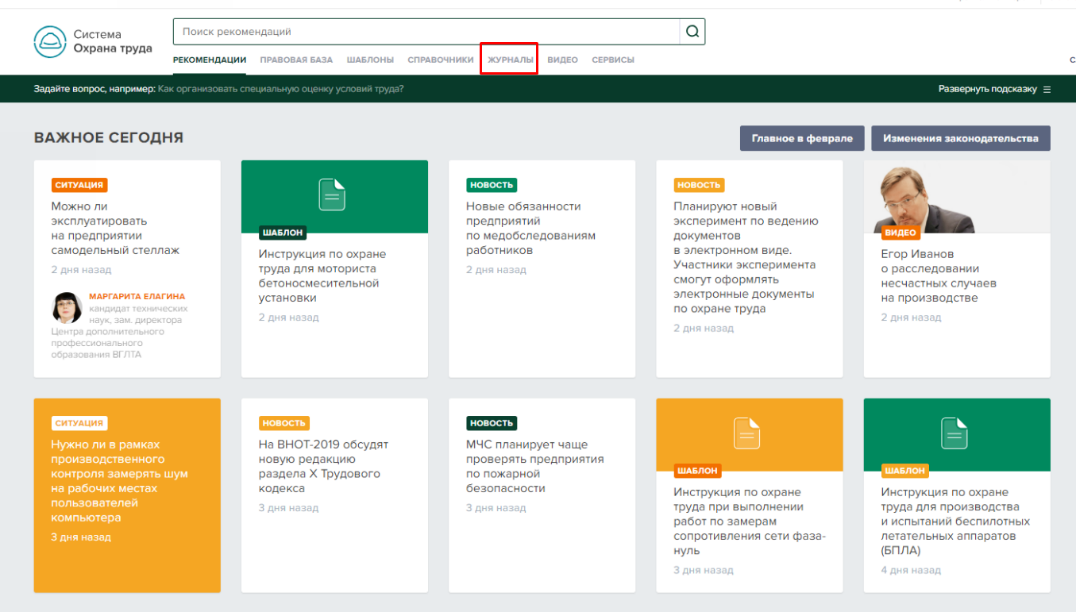 Система
Охрана труда
Поиск рекомендаций
РЕКОМЕНДАЦИИ ПРАВОВАЯ БАЗА ШАБЛОНЫ СПРАВОЧНИКИ ЖУРНАЛЫ ВИДЕО СЕРВИСЫ
Задайте вопрос, например: Как организовать специальную оценку условий труда?
Развернуть подсказку
ВАЖНОЕ СЕГОДНЯ
Главное в феврале
Изменения законодательства
СИТУАЦИЯ
Можно ли
эксплуатировать
на предприятии
самодельный стеллаж
2 дня назад
МАРГАРИТА ЕЛАГИНА
кандидат технических
наук, зам. директора
Центра дополнительного
профессионального
образования ВГЛТА
ШАБЛОН
Инструкция по охране
труда для моториста
бетоносмесительной
установки
2 дня назад
НОВОСТЬ
Новые обязанности
предприятий
по медобследованиям
работников
2 дня назад
НОВОСТЬ
Планируют новый
эксперимент по ведению
документов
в электронном виде.
Участники эксперимента
смогут оформлять
электронные документы
по охране труда
2 дня назад
ВИДЕО
Егор Иванов
о расследовании
несчастных случаев
на производстве
2 дня назад
СИТУАЦИЯ
Нужно ли в рамках
производственного
контроля замерять шум
на рабочих местах
пользователей
компьютера
3 дня назад
НОВОСТЬ
На ВНОТ-2019 обсудят
новую редакцию
раздела X Трудового
кодекса
3 дня назад
НОВОСТЬ
МЧС планирует чаще
проверять предприятия
по пожарной
безопасности
3 дня назад
ШАБЛОН
Инструкция по охране
труда при выполнении
работ по замерам
сопротивления сети фаза-
нуль
3 дня назад
ШАБЛОН
Инструкция по охране
труда для производства
и испытаний беспилотных
летательных аппаратов
(БПЛА)
4 дня назад